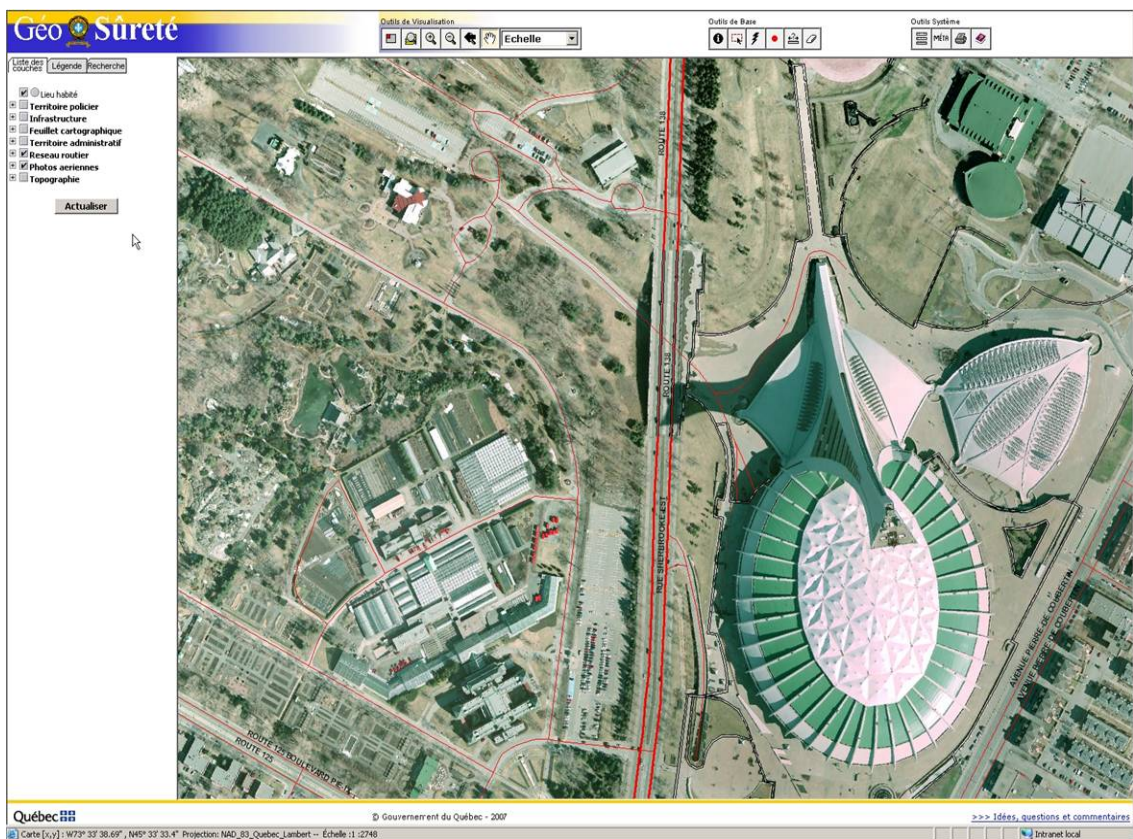 Géo Sûreté
Outils de Visualisation
Echelle
Outils de Base
Outils Système
MÉTA
Liste des couches
Légende
Recherche
Lieu habité
Territoire policier
Infrastructure
Feuillet cartographique
Territoire administratif
Reseau routier
Photos aeriennes
Topographie
Actualiser
ROUTE 138
ROUTE 138
RUE SHERBROOKE EST
AVENUE PIERRE DE COUBERTIN
ROUTE 125 BOULEVARD PIE
ROUTE 125
Québec
© Gouvernement du Québec - 2007
>>> Idées, questions et commentaires
Carte [x,y] : W73° 33' 38.69" , N45° 33' 33.4" Projection: NAD_83_Quebec_Lambert -- Échelle :1 :2748
Intranet local